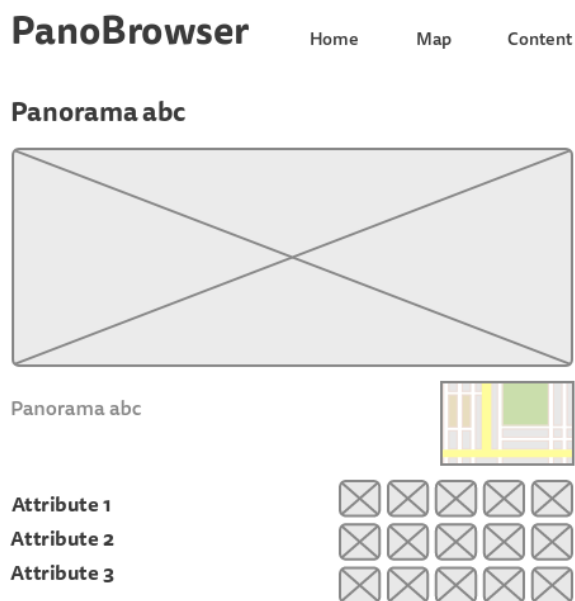 PanoBrowser
Home Map Content
Panorama abc
Panorama abc
Attribute 1
Attribute 2
Attribute 3